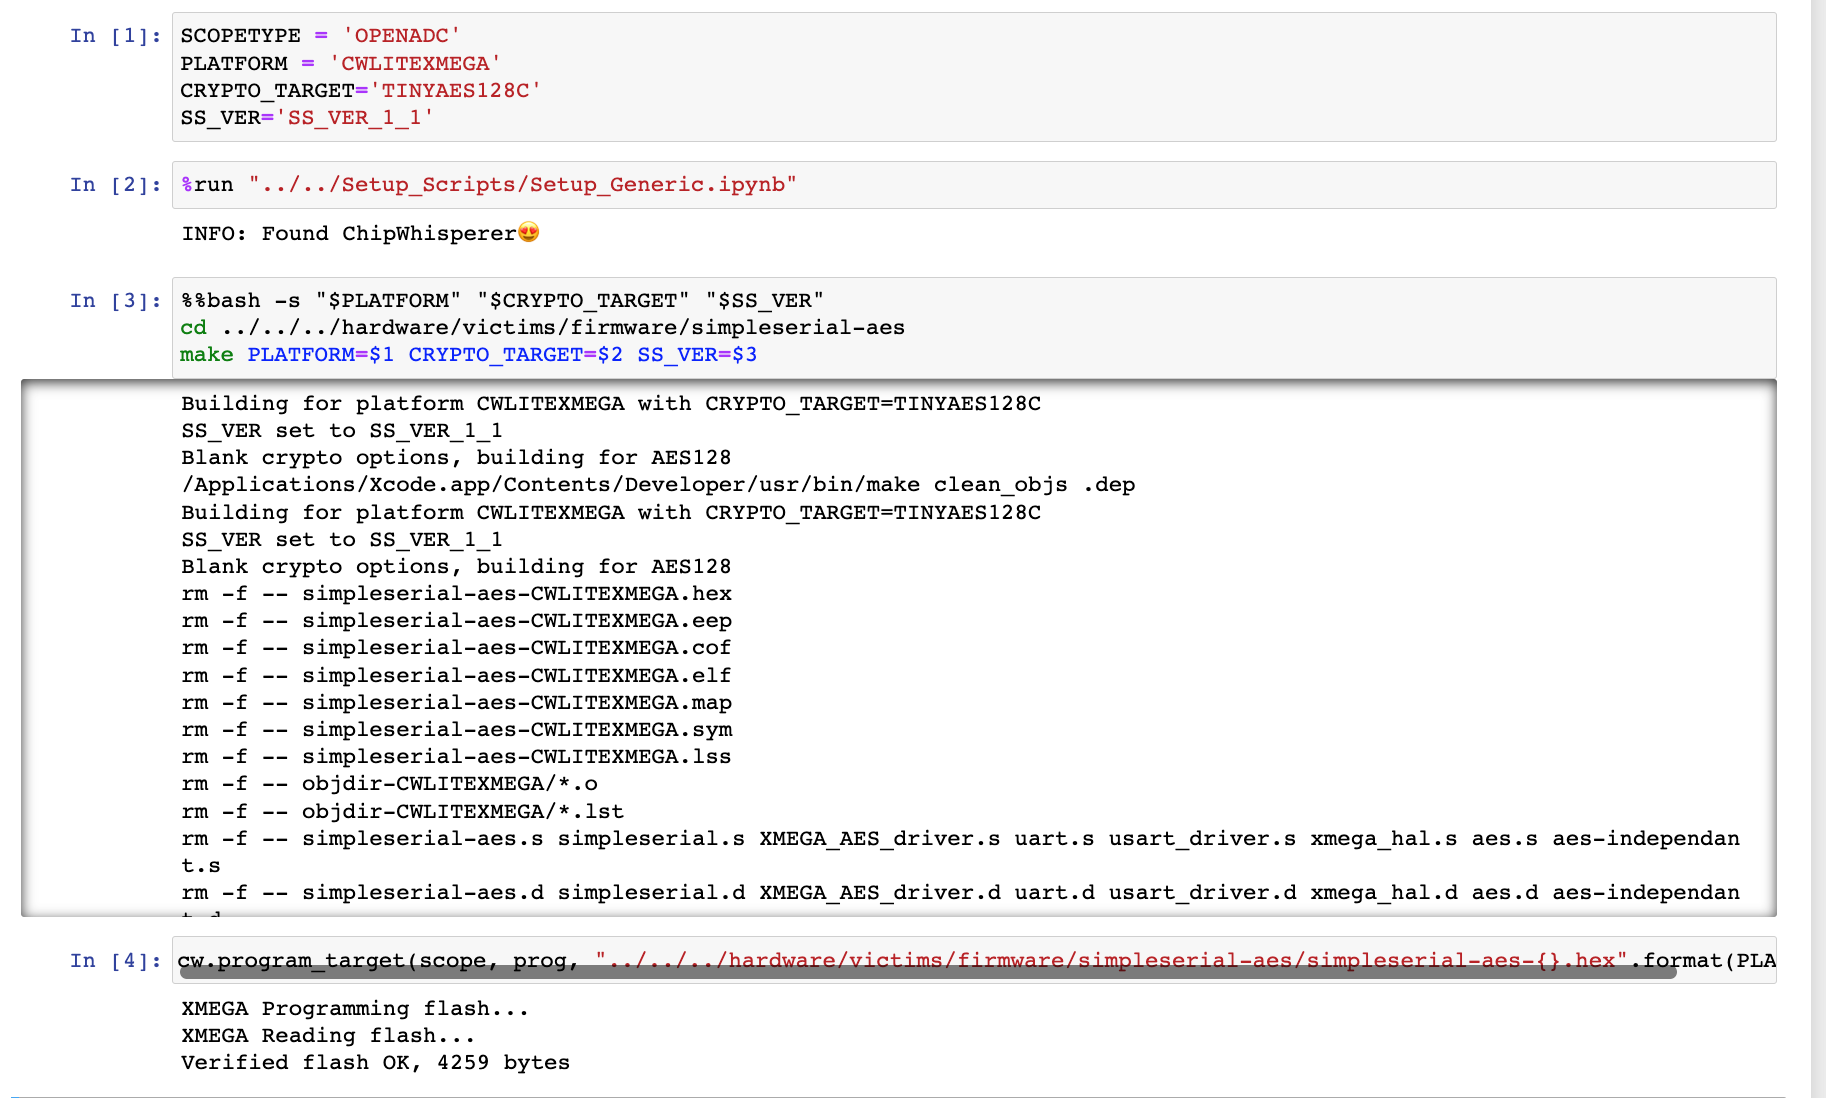 In [1]: SCOPETYPE = 'OPENADC'
PLATFORM = 'CWLITEXMEGA'
CRYPTO_TARGET='TINYAES128C'
SS_VER='SS_VER_1_1'
In [2]: %run "../../Setup_Scripts/Setup_Generic.ipynb"
INFO: Found ChipWhisperer😍
In [3]: %%bash -s "$PLATFORM" "$CRYPTO_TARGET" "$SS_VER"
cd ../../../hardware/victims/firmware/simpleserial-aes
make PLATFORM=$1 CRYPTO_TARGET=$2 SS_VER=$3
Building for platform CWLITEXMEGA with CRYPTO_TARGET=TINYAES128C
SS_VER set to SS_VER_1_1
Blank crypto options, building for AES128
/Applications/Xcode.app/Contents/Developer/usr/bin/make clean_objs .dep
Building for platform CWLITEXMEGA with CRYPTO_TARGET=TINYAES128C
SS_VER set to SS_VER_1_1
Blank crypto options, building for AES128
rm -f -- simpleserial-aes-CWLITEXMEGA.hex
rm -f -- simpleserial-aes-CWLITEXMEGA.eep
rm -f -- simpleserial-aes-CWLITEXMEGA.cof
rm -f -- simpleserial-aes-CWLITEXMEGA.elf
rm -f -- simpleserial-aes-CWLITEXMEGA.map
rm -f -- simpleserial-aes-CWLITEXMEGA.sym
rm -f -- simpleserial-aes-CWLITEXMEGA.lss
rm -f -- objdir-CWLITEXMEGA/*.o
rm -f -- objdir-CWLITEXMEGA/*.lst
rm -f -- simpleserial-aes.s simpleserial.s XMEGA_AES_driver.s uart.s usart_driver.s xmega_hal.s aes.s aes-independan
t.s
rm -f -- simpleserial-aes.d simpleserial.d XMEGA_AES_driver.d uart.d usart_driver.d xmega_hal.d aes.d aes-independan
In [4]: cw.program_target(scope, prog, "../../../hardware/victims/firmware/simpleserial-aes/simpleserial-aes-{}.hex".format(PLA
XMEGA Programming flash...
XMEGA Reading flash...
Verified flash OK, 4259 bytes